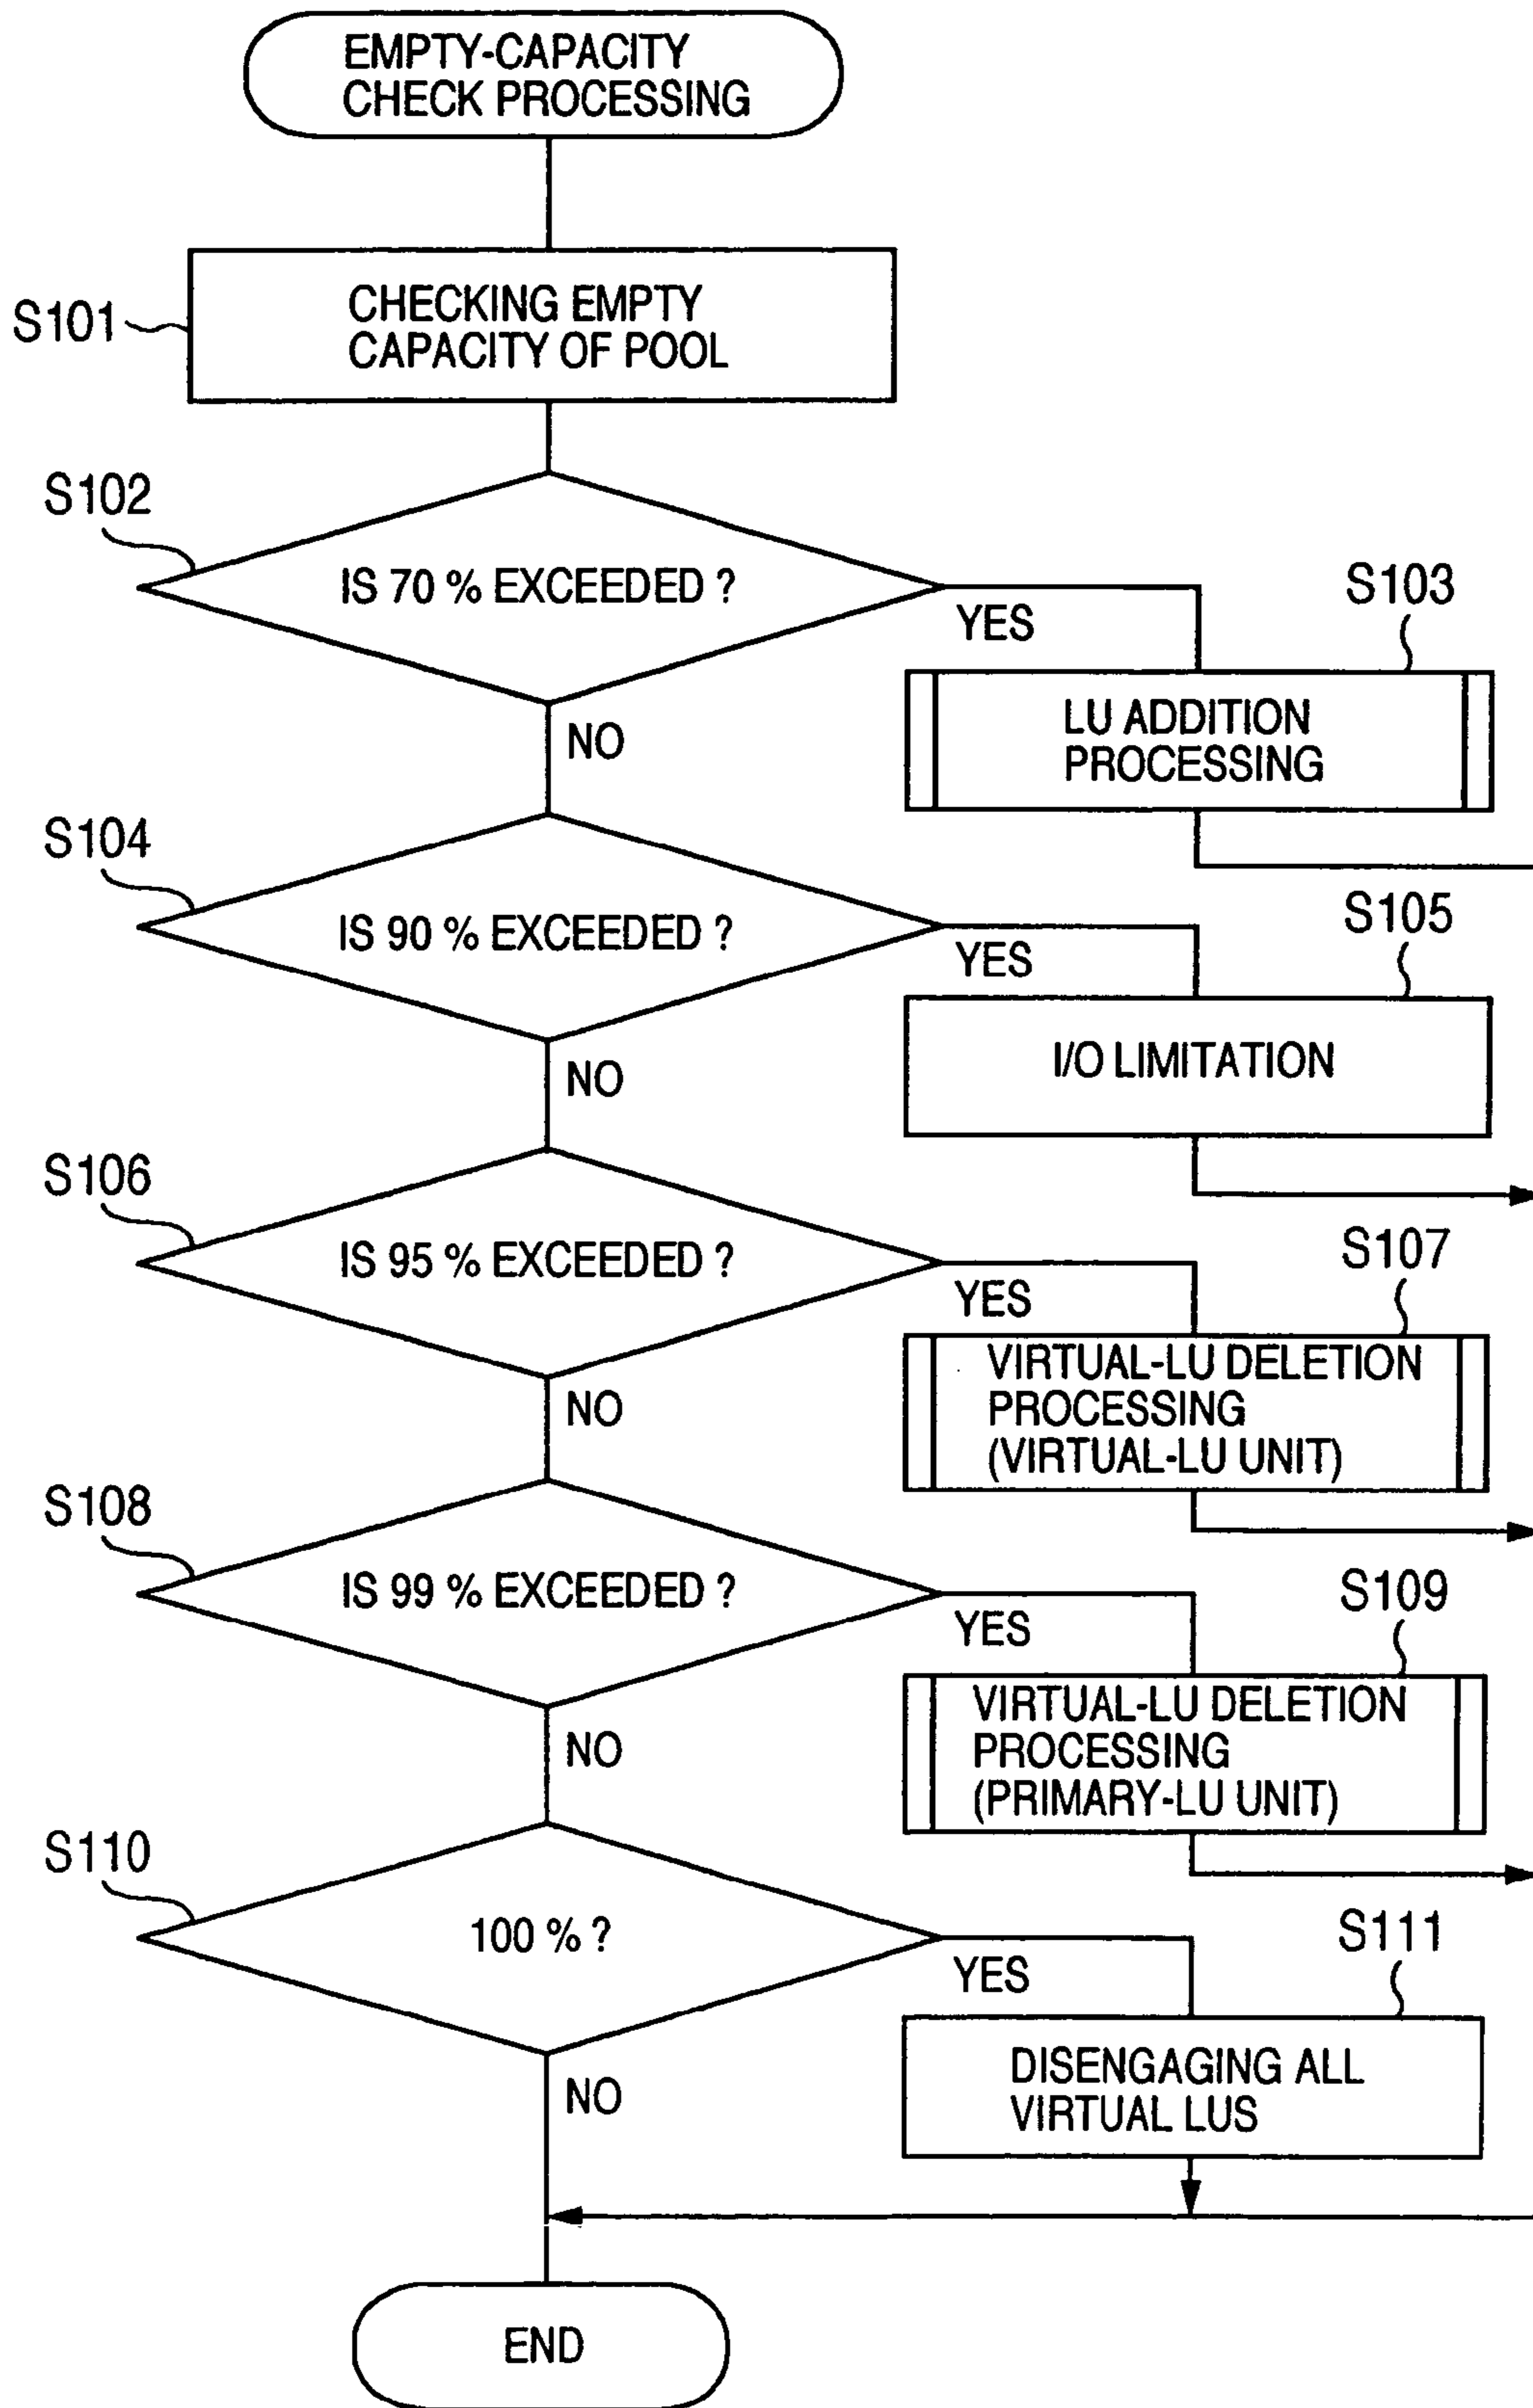 EMPTY-CAPACITY
CHECK PROCESSING
S101
CHECKING EMPTY
CAPACITY OF POOL
S102
IS 70 % EXCEEDED ?
YES
NO
S103
LU ADDITION
PROCESSING
S104
IS 90 % EXCEEDED ?
YES
NO
S105
I/O LIMITATION
S106
IS 95 % EXCEEDED ?
YES
NO
S107
VIRTUAL-LU DELETION
PROCESSING
(VIRTUAL-LU UNIT)
S108
IS 99 % EXCEEDED ?
YES
NO
S109
VIRTUAL-LU DELETION
PROCESSING
(PRIMARY-LU UNIT)
S110
100 % ?
YES
NO
S111
DISENGAGING ALL
VIRTUAL LUS
END